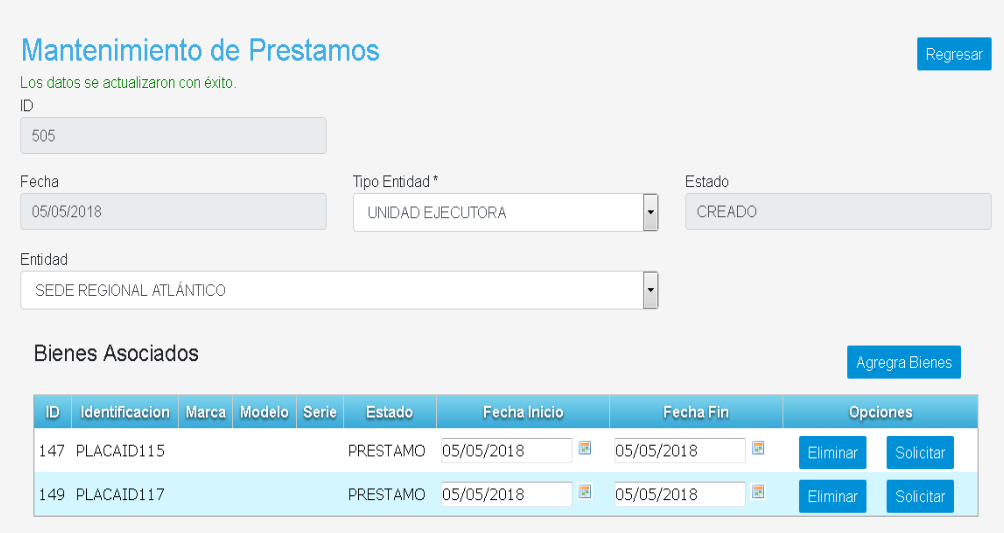 Mantenimiento de Prestamos
Regresar
Los datos se actualizaron con éxito.
ID
505
Fecha Tipo Entidad * Estado
05/05/2018 UNIDAD EJECUTORA CREADO
Entidad
SEDE REGIONAL ATLÁNTICO
Bienes Asociados
Agregra Bienes
ID Identificacion Marca Modelo Serie Estado Fecha Inicio Fecha Fin Opciones
147 PLACAID115 PRESTAMO 05/05/2018 05/05/2018 Eliminar Solicitar
149 PLACAID117 PRESTAMO 05/05/2018 05/05/2018 Eliminar Solicitar